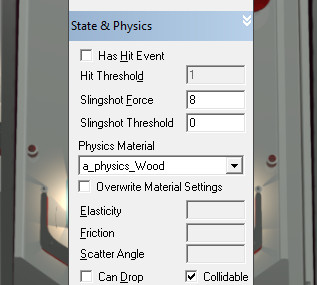 State & Physics
Has Hit Event
Hit Threshold 1
Slingshot Force 8
Slingshot Threshold 0
Physics Material
a_physics_Wood
Overwrite Material Settings
Elasticity
Friction
Scatter Angle
Can Drop Collidable